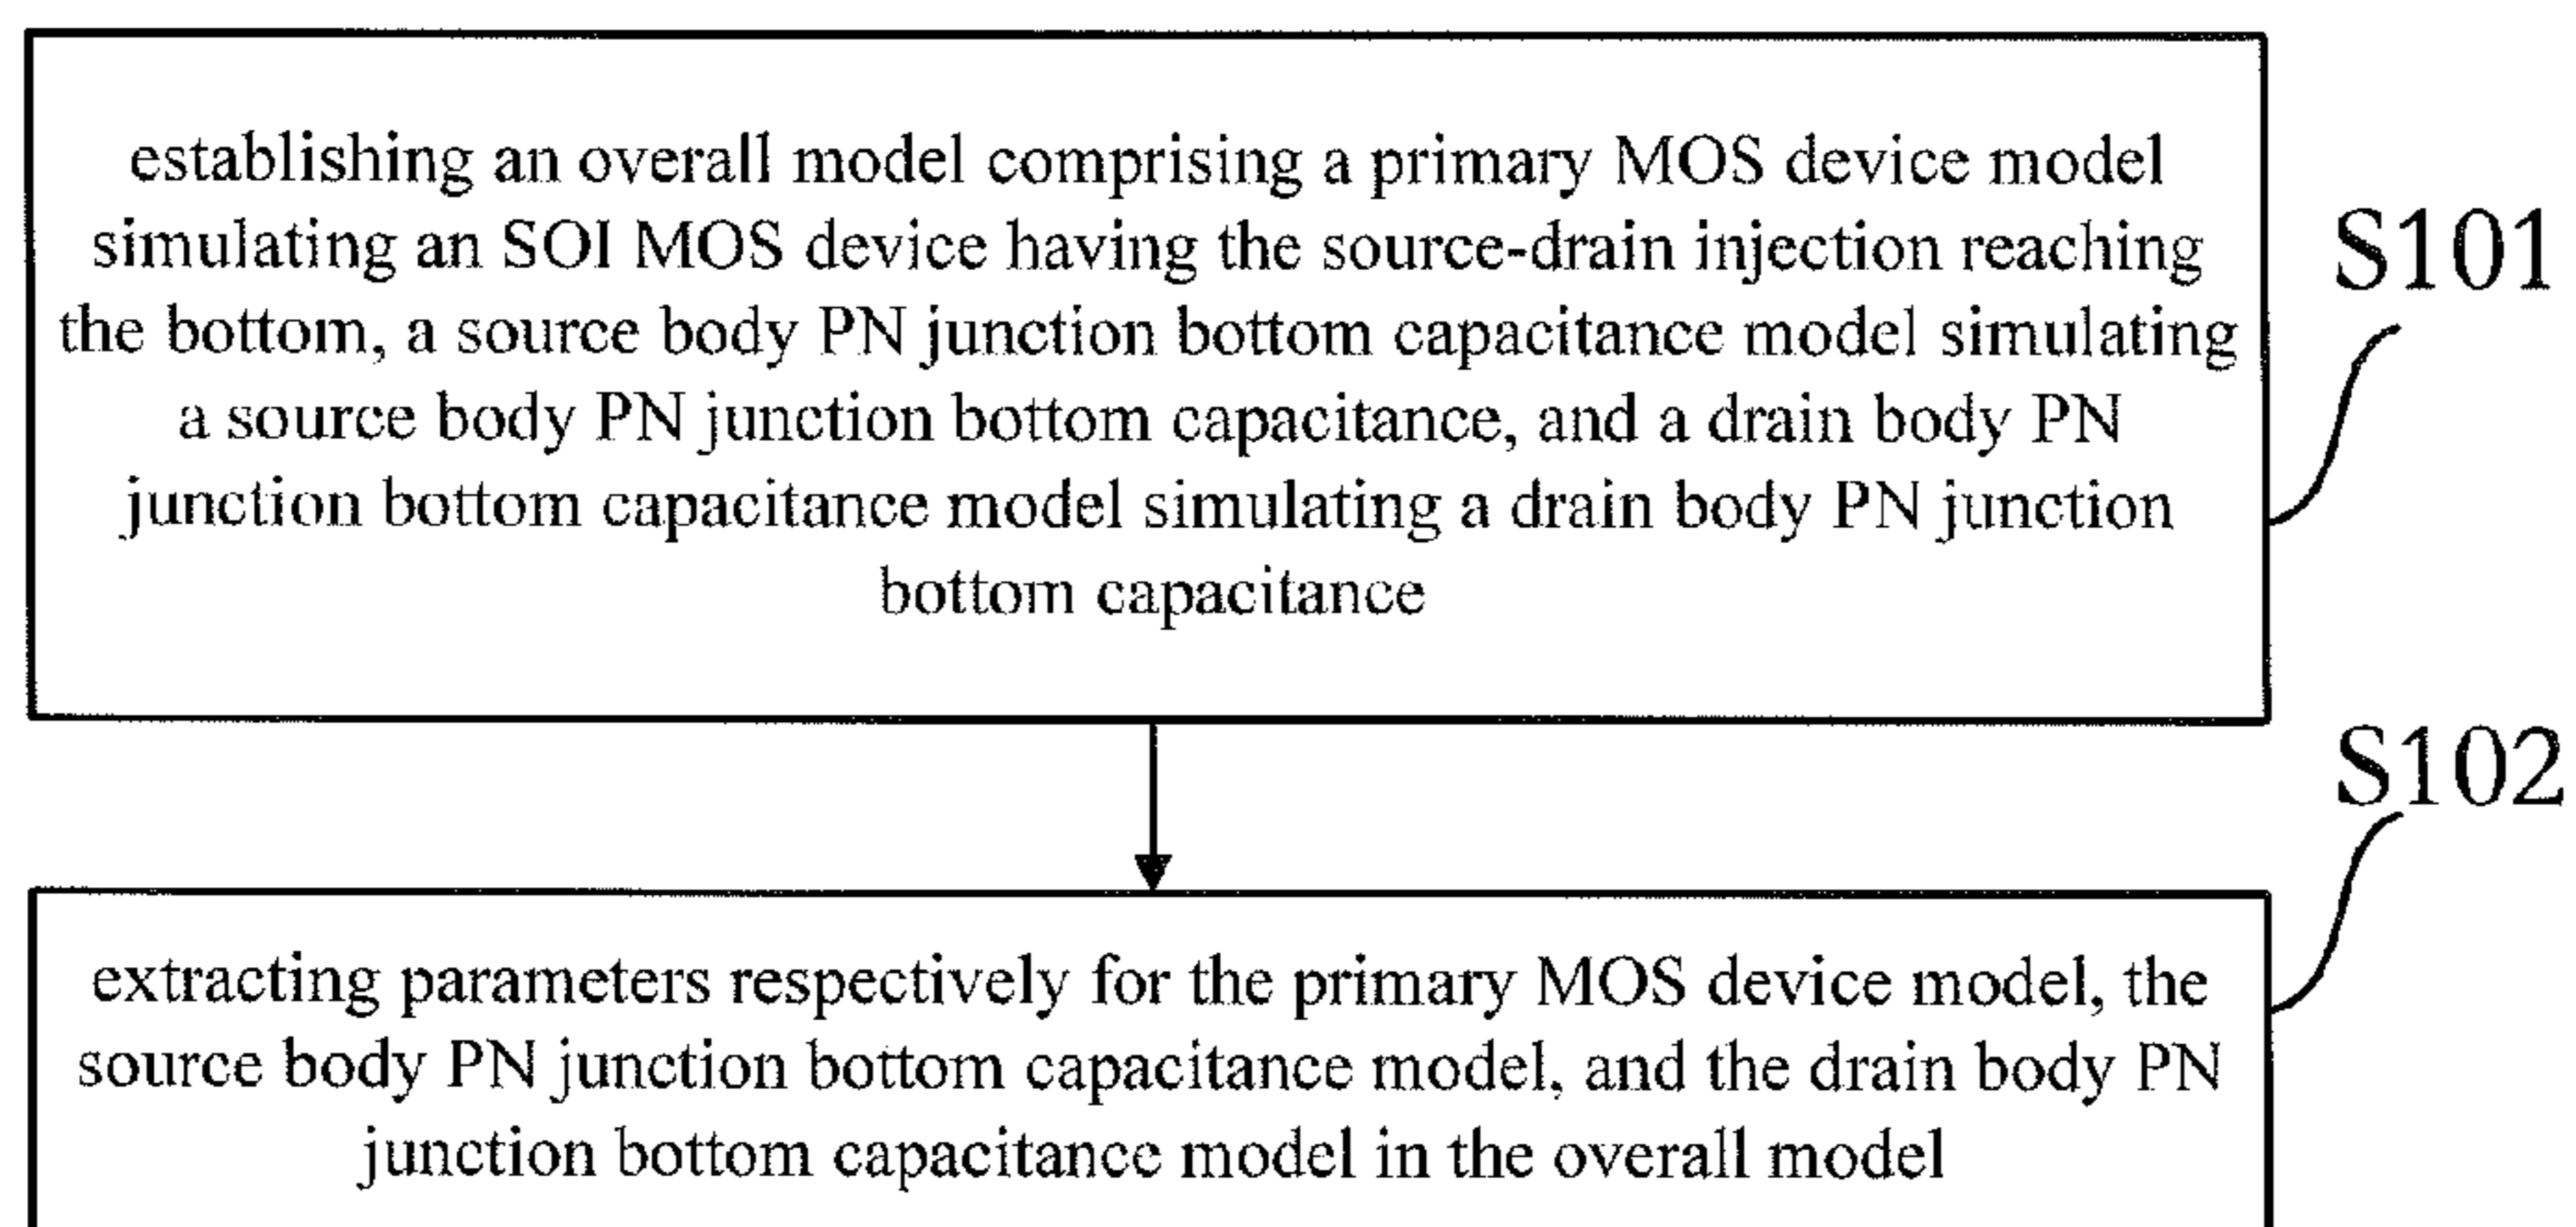 establishing an overall model comprising a primary MOS device model
simulating an SOI MOS device having the source-drain injection reaching
the bottom, a source body PN junction bottom capacitance model simulating
a source body PN junction bottom capacitance, and a drain body PN
junction bottom capacitance model simulating a drain body PN junction
bottom capacitance
S101
S102
extracting parameters respectively for the primary MOS device model, the
source body PN junction bottom capacitance model, and the drain body PN
junction bottom capacitance model in the overall model